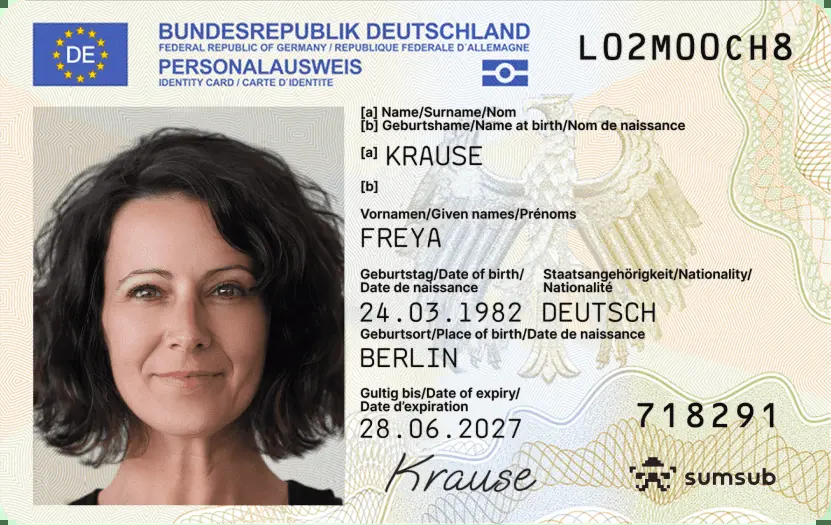 DE
BUNDESREPUBLIK DEUTSCHLAND
FEDERAL REPUBLIC OF GERMANY / REPUBLIQUE FEDERALE D´ALLEMAGNE
PERSONALAUSWEIS
IDENTITY CARD / CARTE D´IDENTITE
LO2MOOCH8
[a] Name/Surname/Nom
[b] Geburtshame/Name at birth/Nom de naissance
[a] KRAUSE
[b]
Vornamen/Given names/Prénoms
FREYA
Geburtstag/Date of birth/
Date de naissance
Staatsangehörigkeit/Nationality/
Nationalité
24.03.1982 DEUTSCH
Geburtsort/Place of birth/Date de naissance
BERLIN
Gultig bis/Date of expiry/
Date d'expiration
28.06.2027
718291
Krause
sumsub